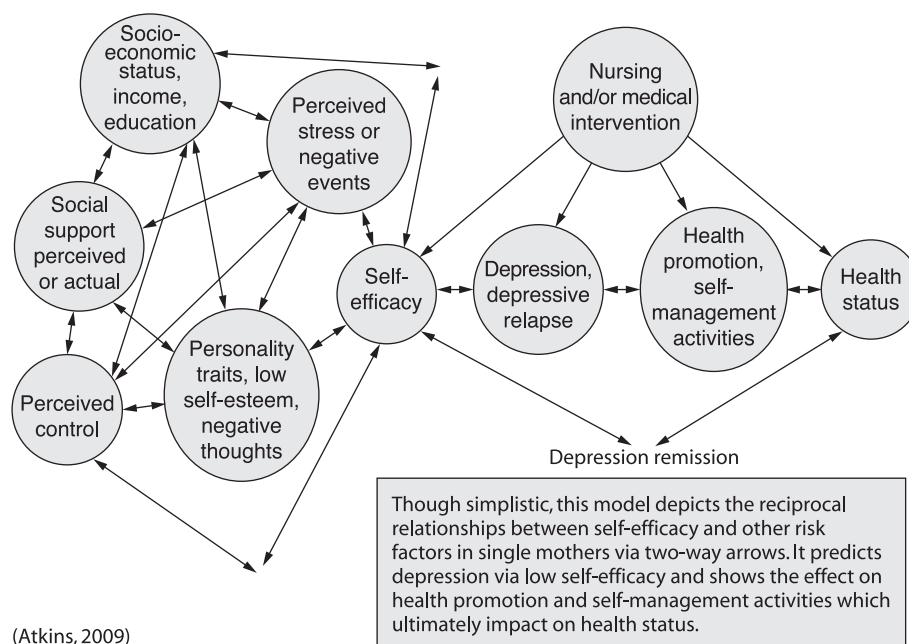 Socio-
economic
status,
income,
education
Perceived
stress or
negative
events
Nursing
and/or medical
intervention
Social
support
perceived
or actual
Self-
efficacy
Depression,
depressive
relapse
Health
promotion,
self-
management
activities
Health
status
Perceived
control
Personality
traits, low
self-esteem,
negative
thoughts
Depression remission
Though simplistic, this model depicts the reciprocal
relationships between self-efficacy and other risk
factors in single mothers via two-way arrows. It predicts
depression via low self-efficacy and shows the effect on
health promotion and self-management activities which
ultimately impact on health status.
(Atkins, 2009)